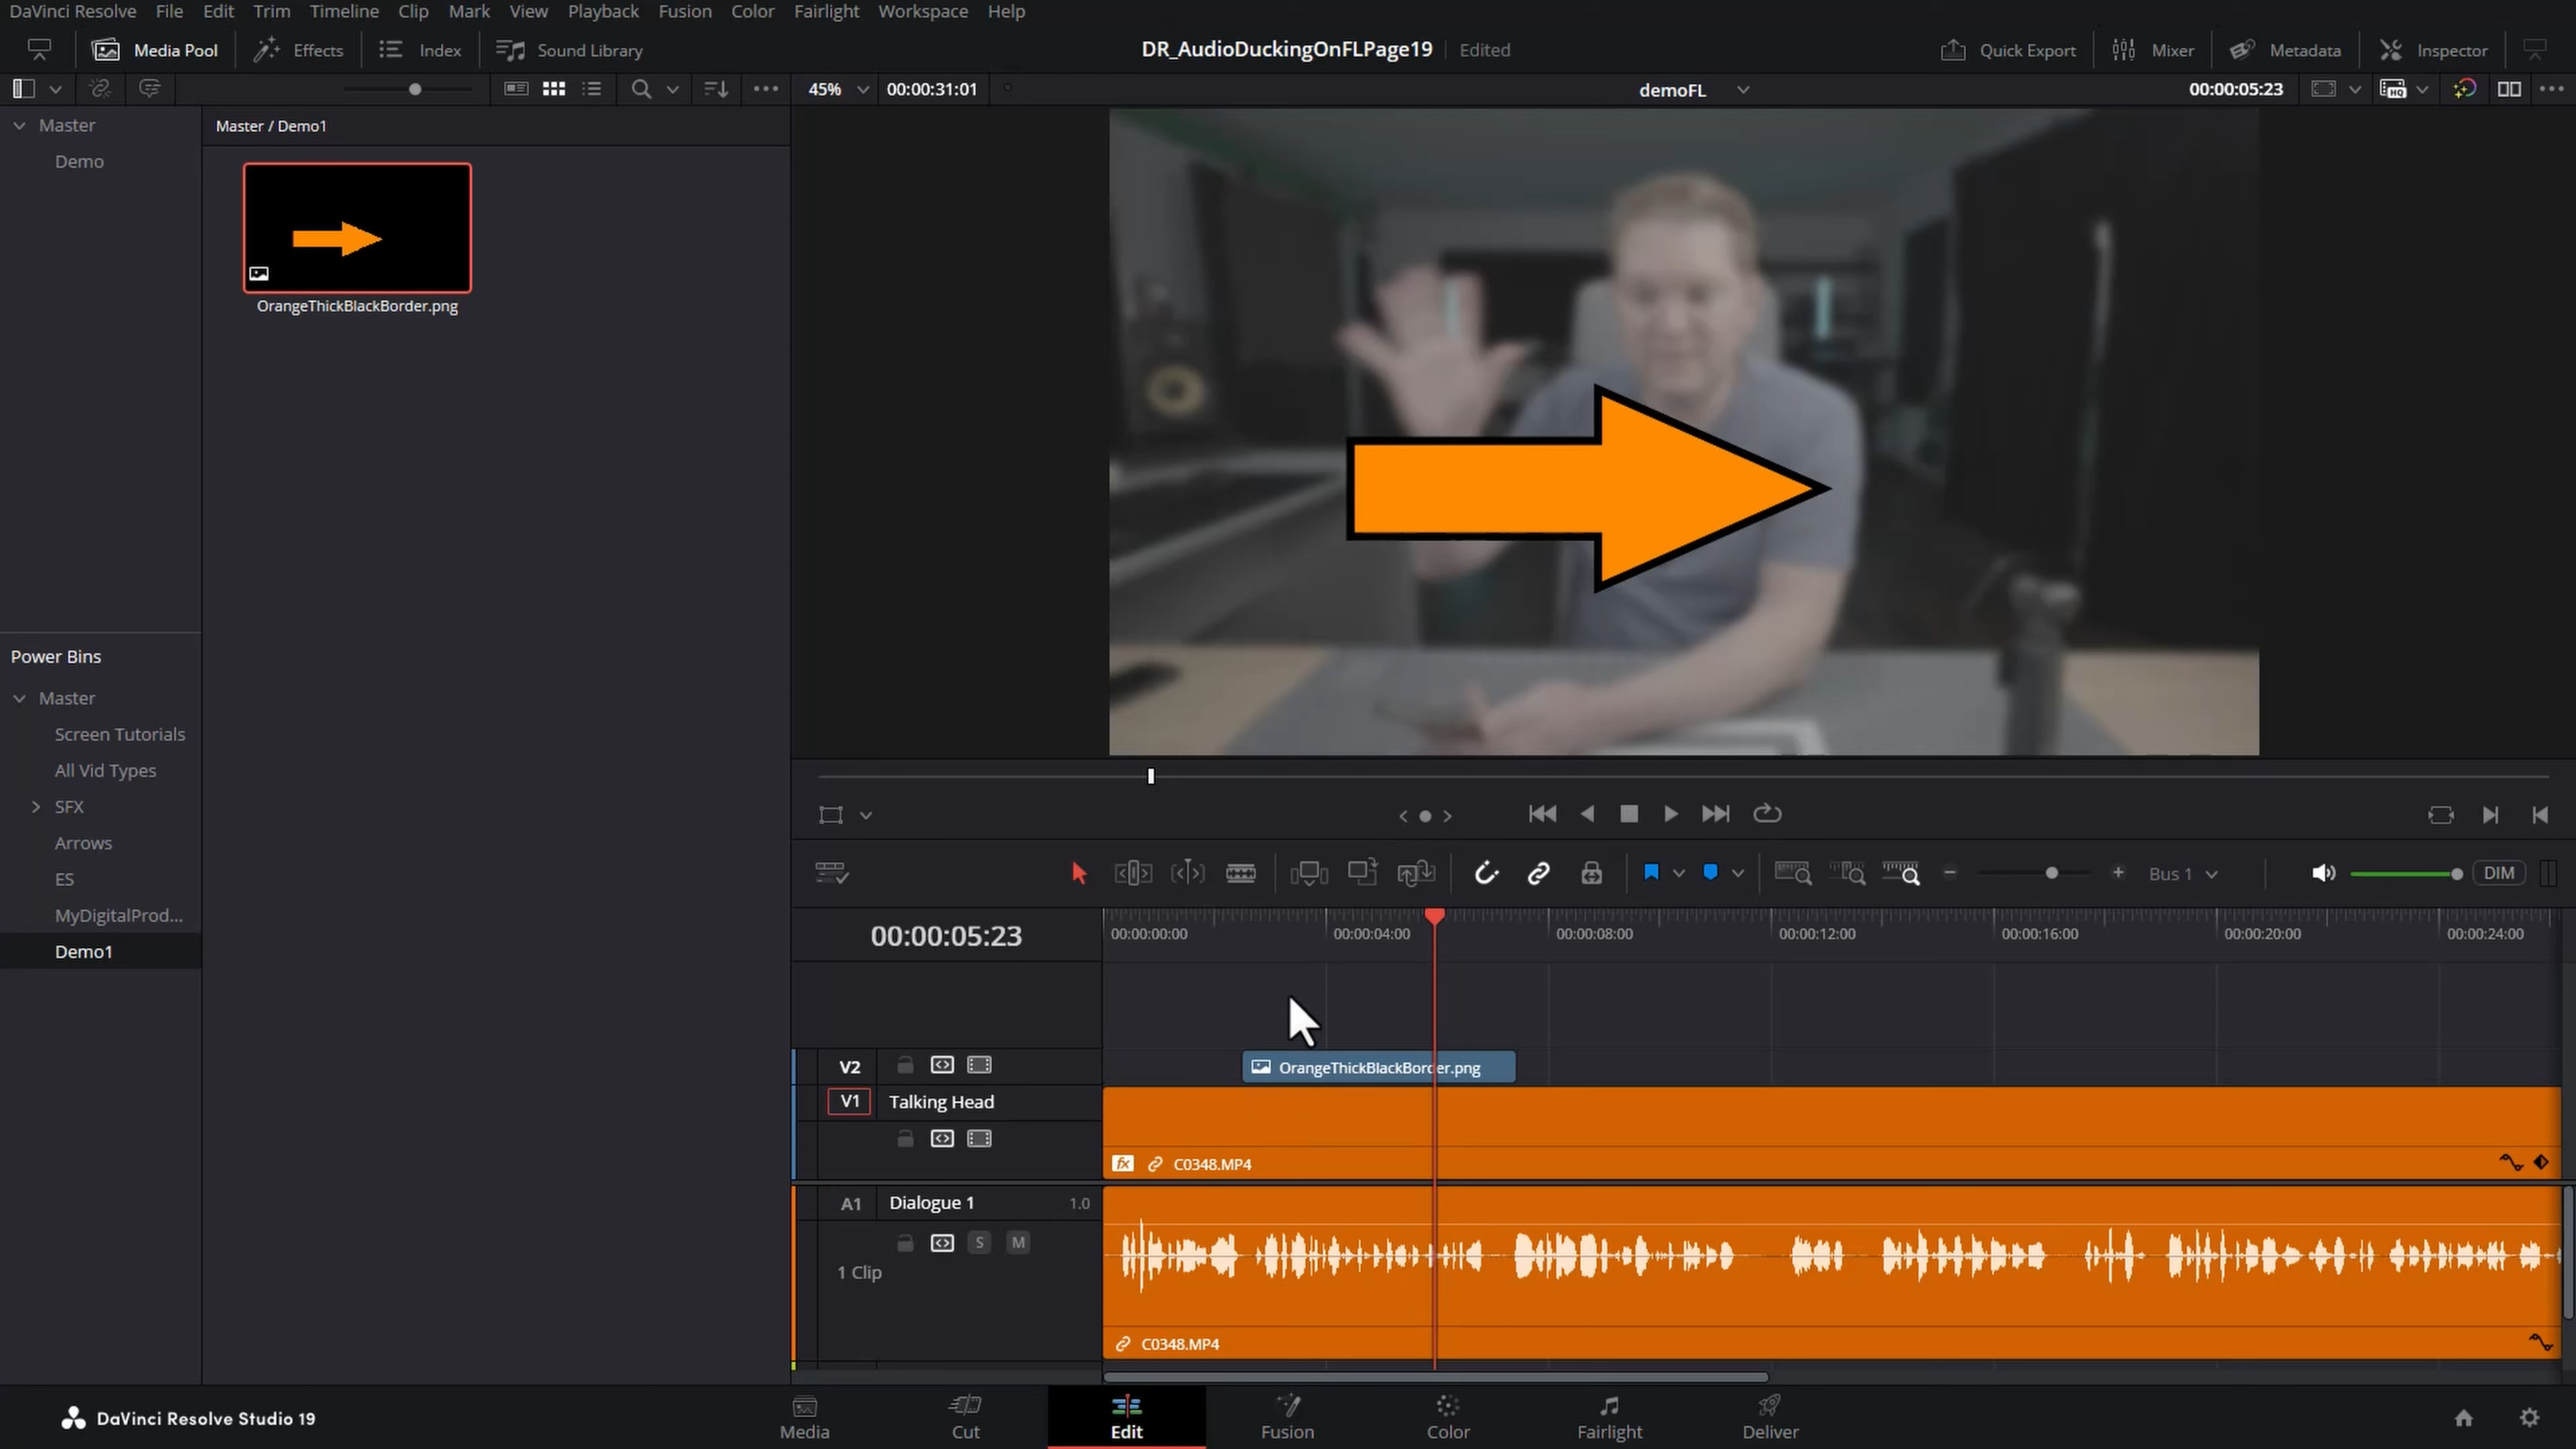 DaVinci Resolve File Edit Trim Timeline Clip Mark View Playback Fusion Color Fairlight Workspace Help
Media Pool Effects Index Sound Library DR_AudioDuckingOnFLPage19 Edited Quick Export Mixer Metadata Inspector
45% 00:00:31:01 demoFL 00:00:05:23
Master
Demo
Master / Demo1
OrangeThickBlackBorder.png
Power Bins
Master
Screen Tutorials
All Vid Types
SFX
Arrows
ES
MyDigitalProd...
Demo1
Bus 1 DIM
00:00:05:23
00:00:00:00 00:00:04:00 00:00:08:00 00:00:12:00 00:00:16:00 00:00:20:00 00:00:24:00
V2 OrangeThickBlackBorder.png
V1 Talking Head
fx C0348.MP4
A1 Dialogue 1 1.0
S M
1 Clip
C0348.MP4
DaVinci Resolve Studio 19
Media Cut Edit Fusion Color Fairlight Deliver